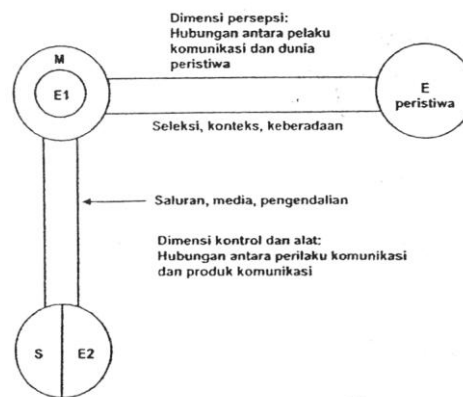 Dimensi persepsi:
Hubungan antara pelaku
komunikasi dan dunia
peristiwa
M
E1
E
peristiwa
Seleksi, konteks, keberadaan
Saluran, media, pengendalian
Dimensi kontrol dan alat:
Hubungan antara perilaku komunikasi
dan produk komunikasi
S
E2